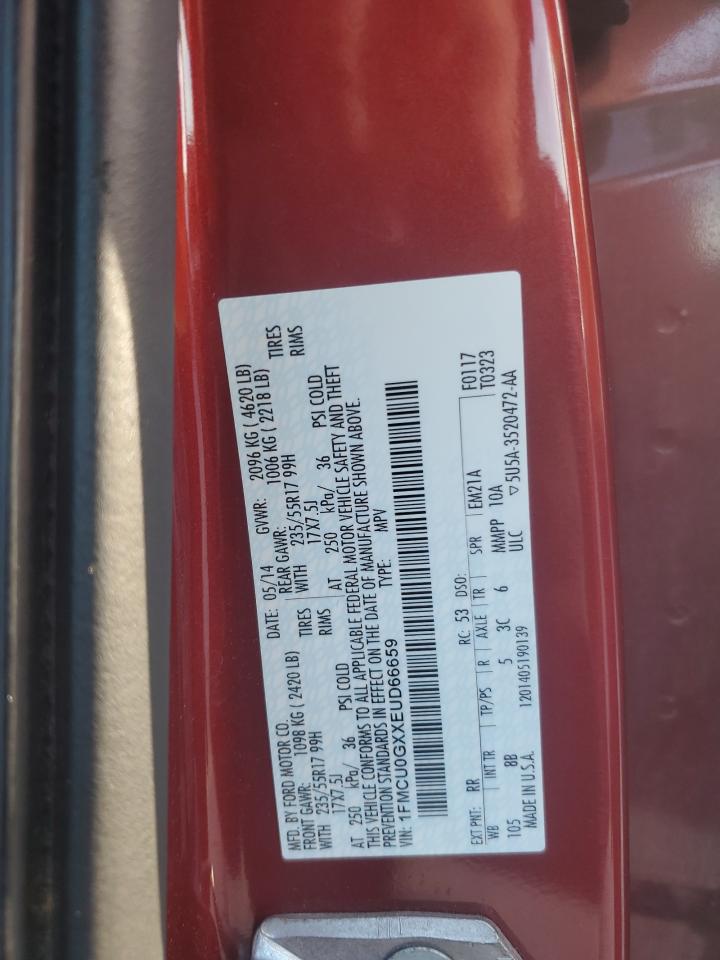 MFD. BY FORD MOTOR CO. DATE: 05/14 GVWR: 2096 KG ( 4620 LB)
FRONT GAWR: 1098 KG ( 2420 LB) REAR GAWR: 1006 KG ( 2218 LB)
WITH 235/55R17 99H TIRES WITH 235/55R17 99H TIRES
17X7.5J RIMS 17X7.5J RIMS
AT 250 kPa/ 36 PSI COLD AT 250 kPa/ 36 PSI COLD
THIS VEHICLE CONFORMS TO ALL APPLICABLE FEDERAL MOTOR VEHICLE SAFETY AND THEFT
PREVENTION STANDARDS IN EFFECT ON THE DATE OF MANUFACTURE SHOWN ABOVE.
VIN: 1FMCU0GXXEUD66659 TYPE: MPV
EXT PNT: RR RC: 53 DSO: F0117
WB INT TR TP/PS R AXLE TR SPR EM21A T0323
105 8B 5 3C 6 MMPP 10A
MADE IN U.S.A. 1201405190139 ULC ▽5U5A-3520472-AA